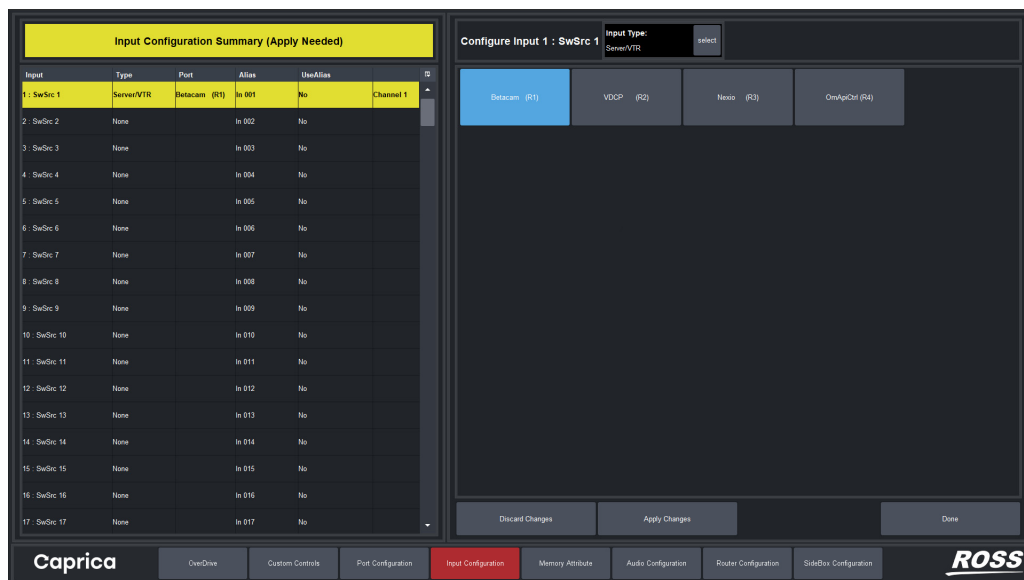 Input Configuration Summary (Apply Needed)
Input Type Port Alias UseAlias
1 : SwSrc 1 Server/VTR Betacam (R1) In 001 No Channel 1
2 : SwSrc 2 None In 002 No
3 : SwSrc 3 None In 003 No
4 : SwSrc 4 None In 004 No
5 : SwSrc 5 None In 005 No
6 : SwSrc 6 None In 006 No
7 : SwSrc 7 None In 007 No
8 : SwSrc 8 None In 008 No
9 : SwSrc 9 None In 009 No
10 : SwSrc 10 None In 010 No
11 : SwSrc 11 None In 011 No
12 : SwSrc 12 None In 012 No
13 : SwSrc 13 None In 013 No
14 : SwSrc 14 None In 014 No
15 : SwSrc 15 None In 015 No
16 : SwSrc 16 None In 016 No
17 : SwSrc 17 None In 017 No
Configure Input 1 : SwSrc 1
Input Type:
Server/VTR
select
Betacam (R1) VDCP (R2) Nexio (R3) OmApiCtrl (R4)
Discard Changes Apply Changes Done
Caprica OverDrive Custom Controls Port Configuration Input Configuration Memory Attribute Audio Configuration Router Configuration SideBox Configuration ROSS